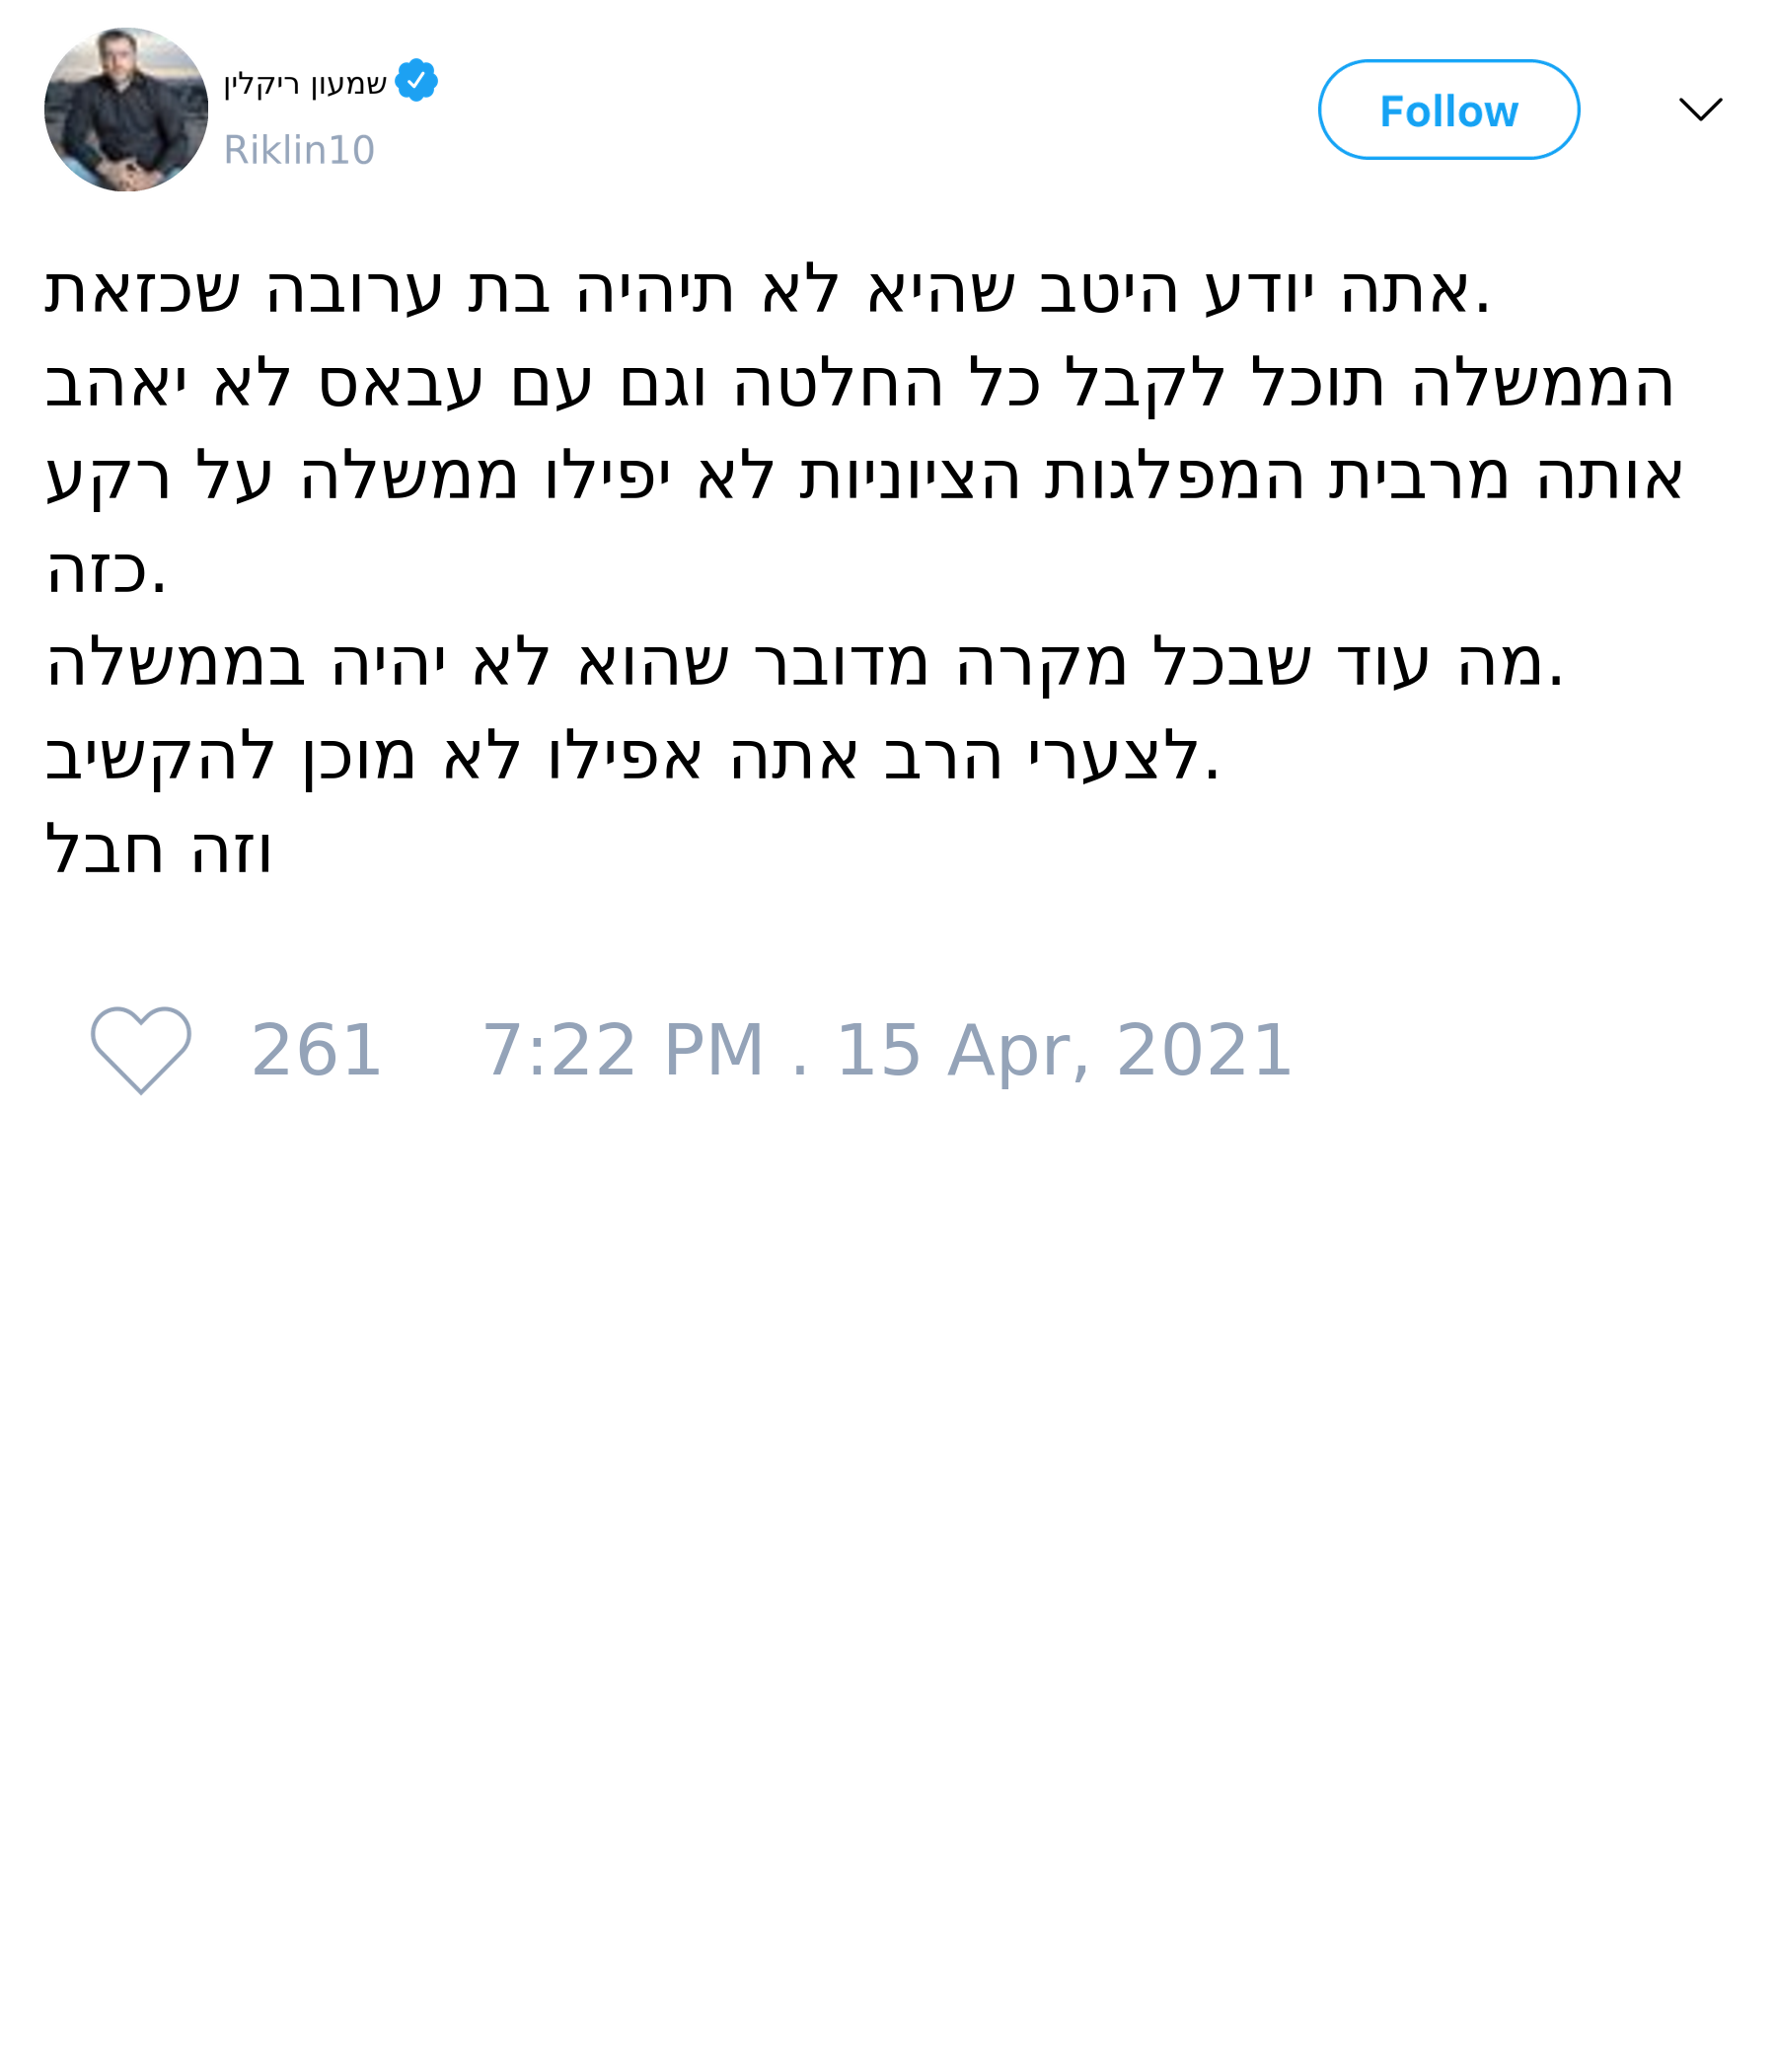 שמעון ריקלין
Riklin10
Follow
אתה יודע היטב שהיא לא תיהיה בת ערובה שכזאת.
הממשלה תוכל לקבל כל החלטה וגם עם עבאס לא יאהב
אותה מרבית המפלגות הציוניות לא יפילו ממשלה על רקע
כזה.
מה עוד שבכל מקרה מדובר שהוא לא יהיה בממשלה.
לצערי הרב אתה אפילו לא מוכן להקשיב.
וזה חבל
261 7:22 PM . 15 Apr, 2021